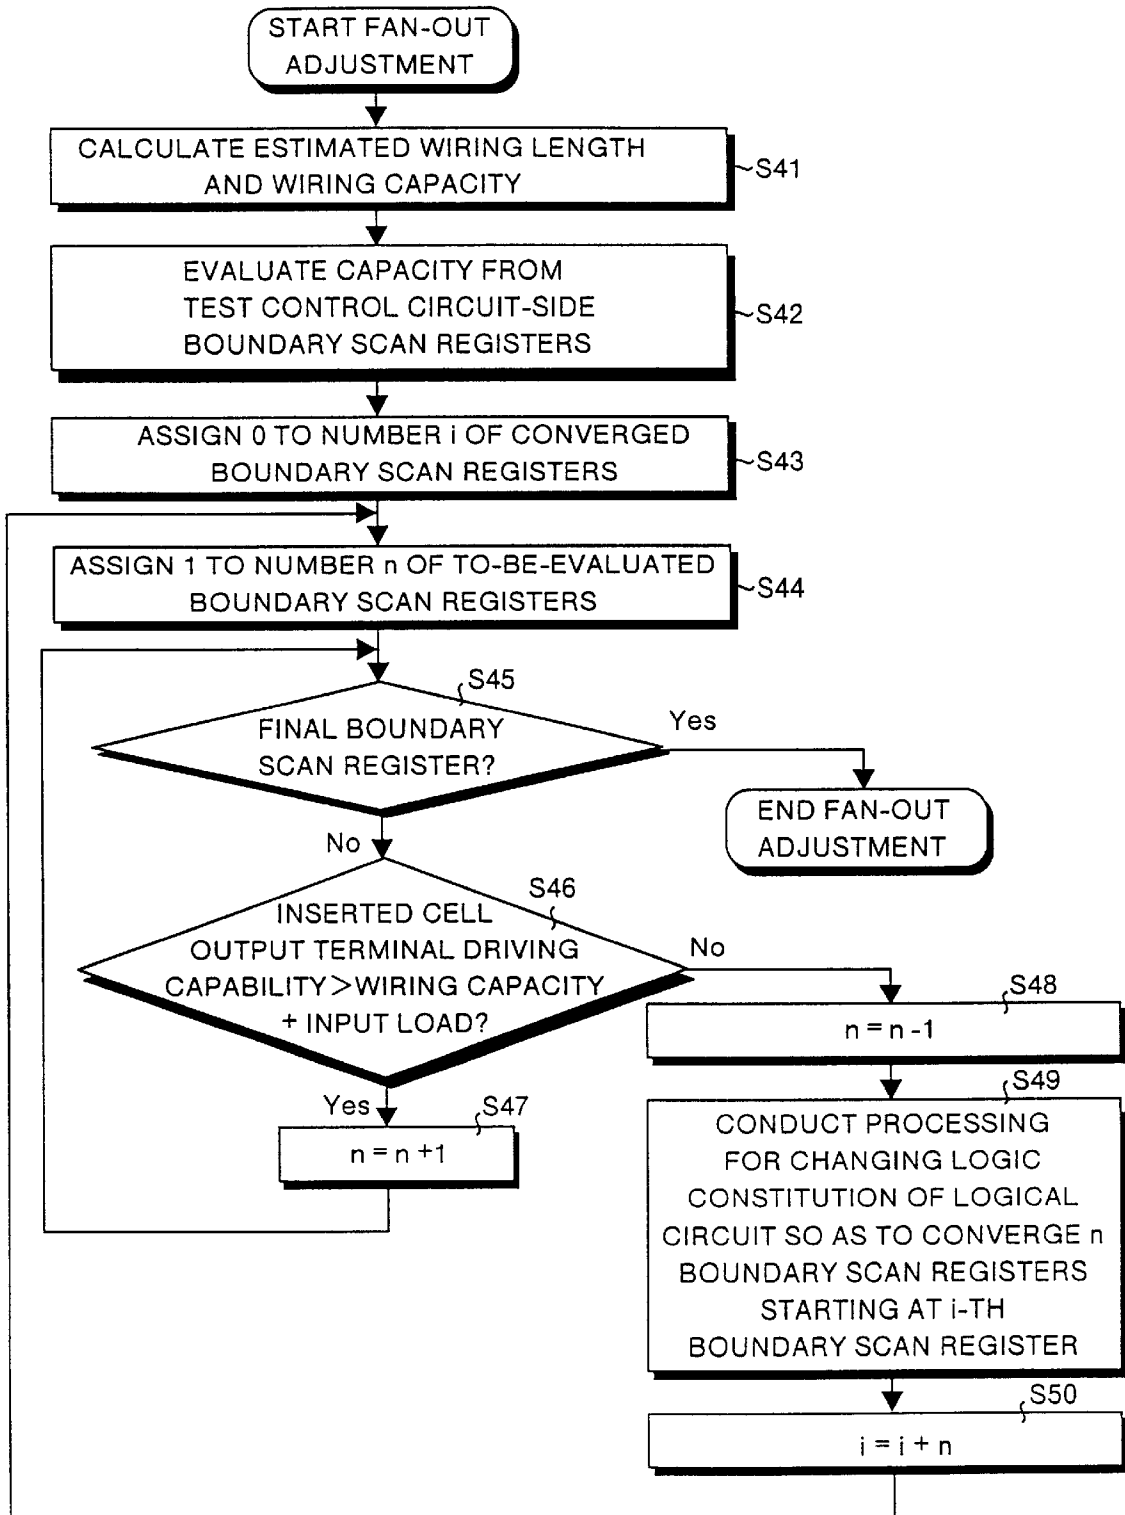 START FAN-OUT
ADJUSTMENT
CALCULATE ESTIMATED WIRING LENGTH
AND WIRING CAPACITY
S41
EVALUATE CAPACITY FROM
TEST CONTROL CIRCUIT-SIDE
BOUNDARY SCAN REGISTERS
S42
ASSIGN 0 TO NUMBER i OF CONVERGED
BOUNDARY SCAN REGISTERS
S43
ASSIGN 1 TO NUMBER n OF TO-BE-EVALUATED
BOUNDARY SCAN REGISTERS
S44
S45
FINAL BOUNDARY
SCAN REGISTER?
Yes
END FAN-OUT
ADJUSTMENT
No
S46
INSERTED CELL
OUTPUT TERMINAL DRIVING
CAPABILITY>WIRING CAPACITY
+ INPUT LOAD?
No
Yes
S47
n = n +1
S48
n = n -1
S49
CONDUCT PROCESSING
FOR CHANGING LOGIC
CONSTITUTION OF LOGICAL
CIRCUIT SO AS TO CONVERGE n
BOUNDARY SCAN REGISTERS
STARTING AT i-TH
BOUNDARY SCAN REGISTER
S50
i = i + n